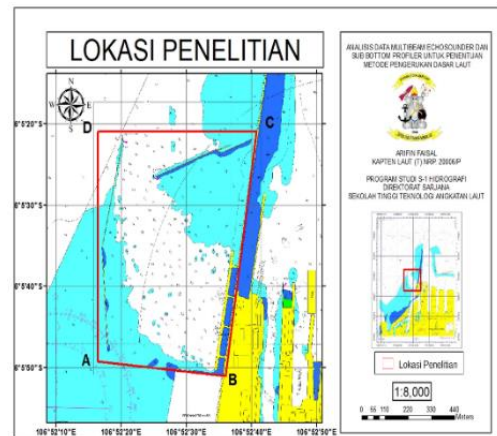 LOKASI PENELITIAN
N
W
E
S
D
C
A
B
6°5'20"S
6°5'30"S
6°5'40"S
6°5'50"S
106°52'10"E
106°52'20"E
106°52'30"E
106°52'40"E
106°52'50"E
ANALISIS DATA MULTIBEAM ECHOSOUNDER DAN
SUB BOTTOM PROFILER UNTUK PENENTUAN
METODE PENGERUKAN DASAR LAUT
ARIFIN FAISAL
KAPTEN LAUT (T) NRP
PROGRAM STUDI S-1 HIDROGRAFI
DIREKTORAT SARJANA
SEKOLAH TINGGI TEKNOLOGI ANGKATAN LAUT
Lokasi Penelitian
1:8,000
0 55 110 220 330 440
Meters